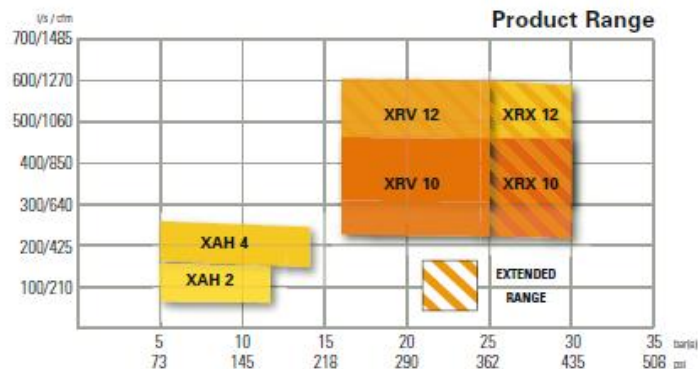 l/s / cfm
Product Range
700/1485
600/1270
500/1060
400/850
300/640
200/425
100/210
XRV 12
XRX 12
XRV 10
XRX 10
XAH 4
XAH 2
EXTENDED
RANGE
5 10 15 20 25 30 35 bar(e)
73 145 218 290 362 435 508 psi